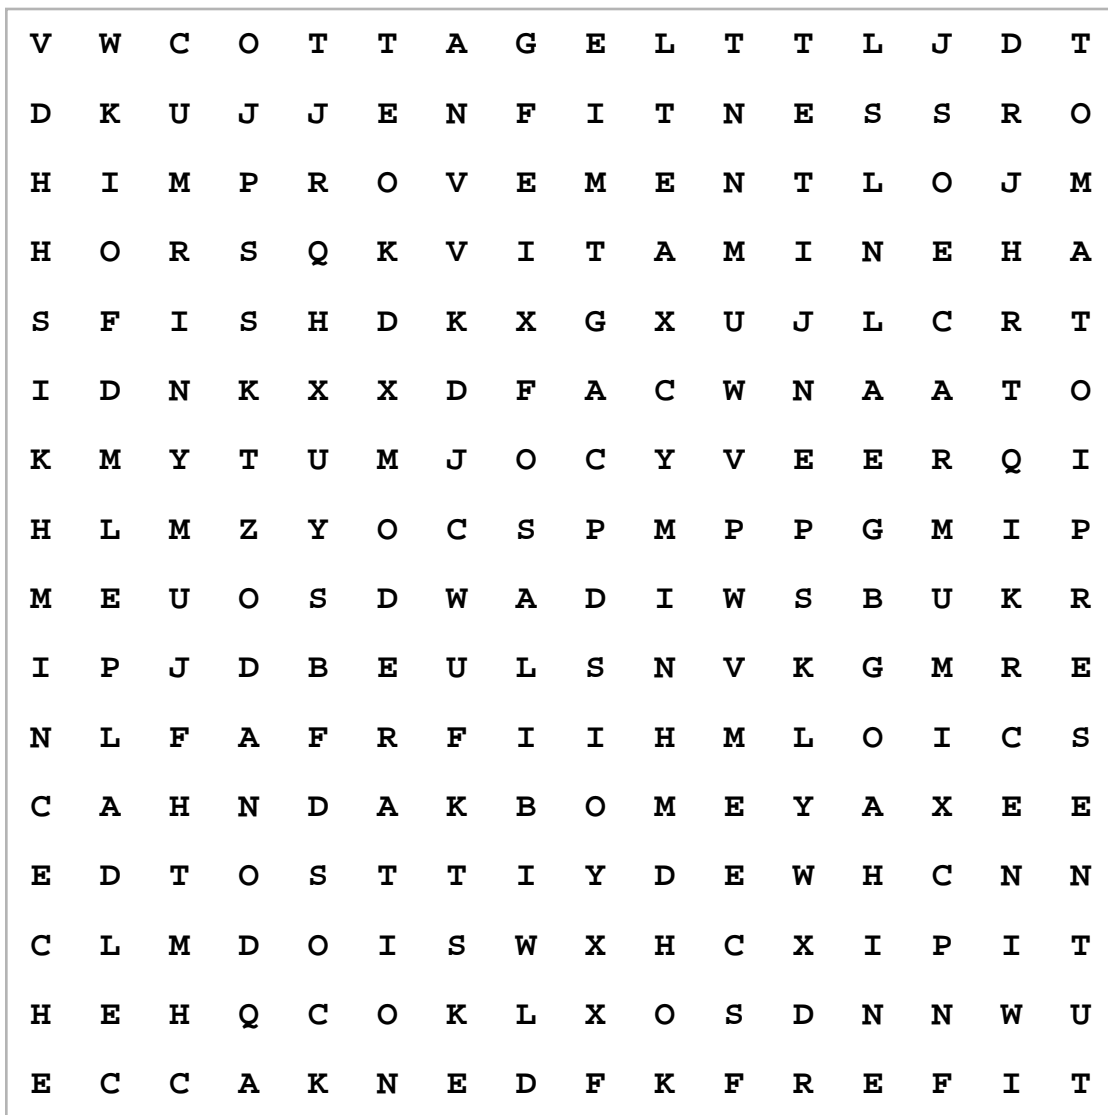 V W C O T T A G E L T T L J D T
D K U J J E N F I T N E S S R O
H I M P R O V E M E N T L O J M
H O R S Q K V I T A M I N E H A
S F I S H D K X G X U J L C R T
I D N K X X D F A C W N A A T O
K M Y T U M J O C Y V E E R Q I
H L M Z Y O C S P M P P G M I P
M E U O S D W A D I W S B U K R
I P J D B E U L S N V K G M R E
N L F A F R F I I H M L O I C S
C A H N D A K B O M E Y A X E E
E D T O S T T I Y D E W H C N N
C L M D O I S W X H C X I P I T
H E H Q C O K L X O S D N N W U
E C C A K N E D F K F R E F I T